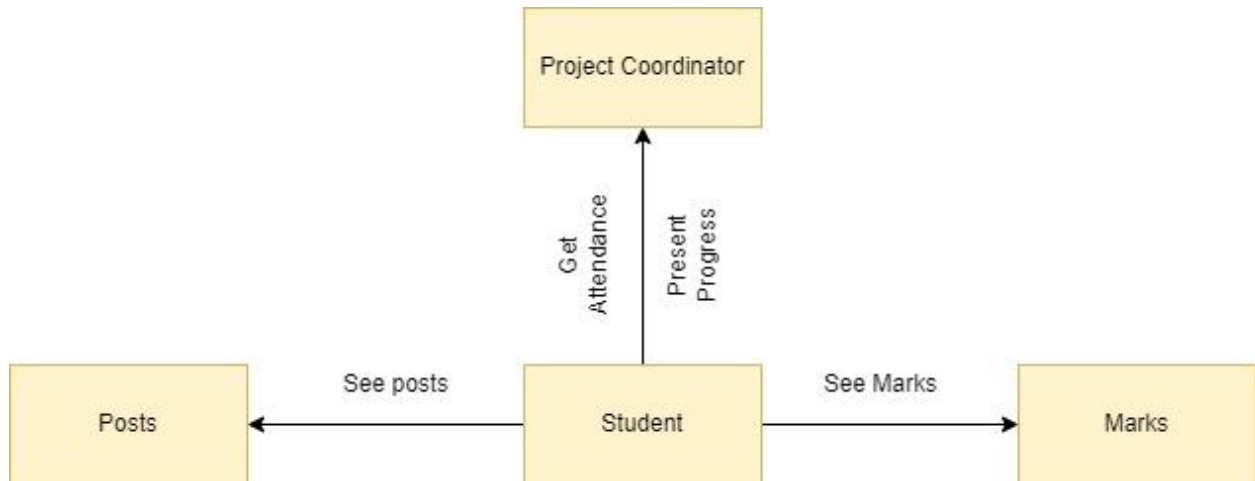 Project Coordinator
Get
Attendance
Present
Progress
See posts
See Marks
Posts
Student
Marks